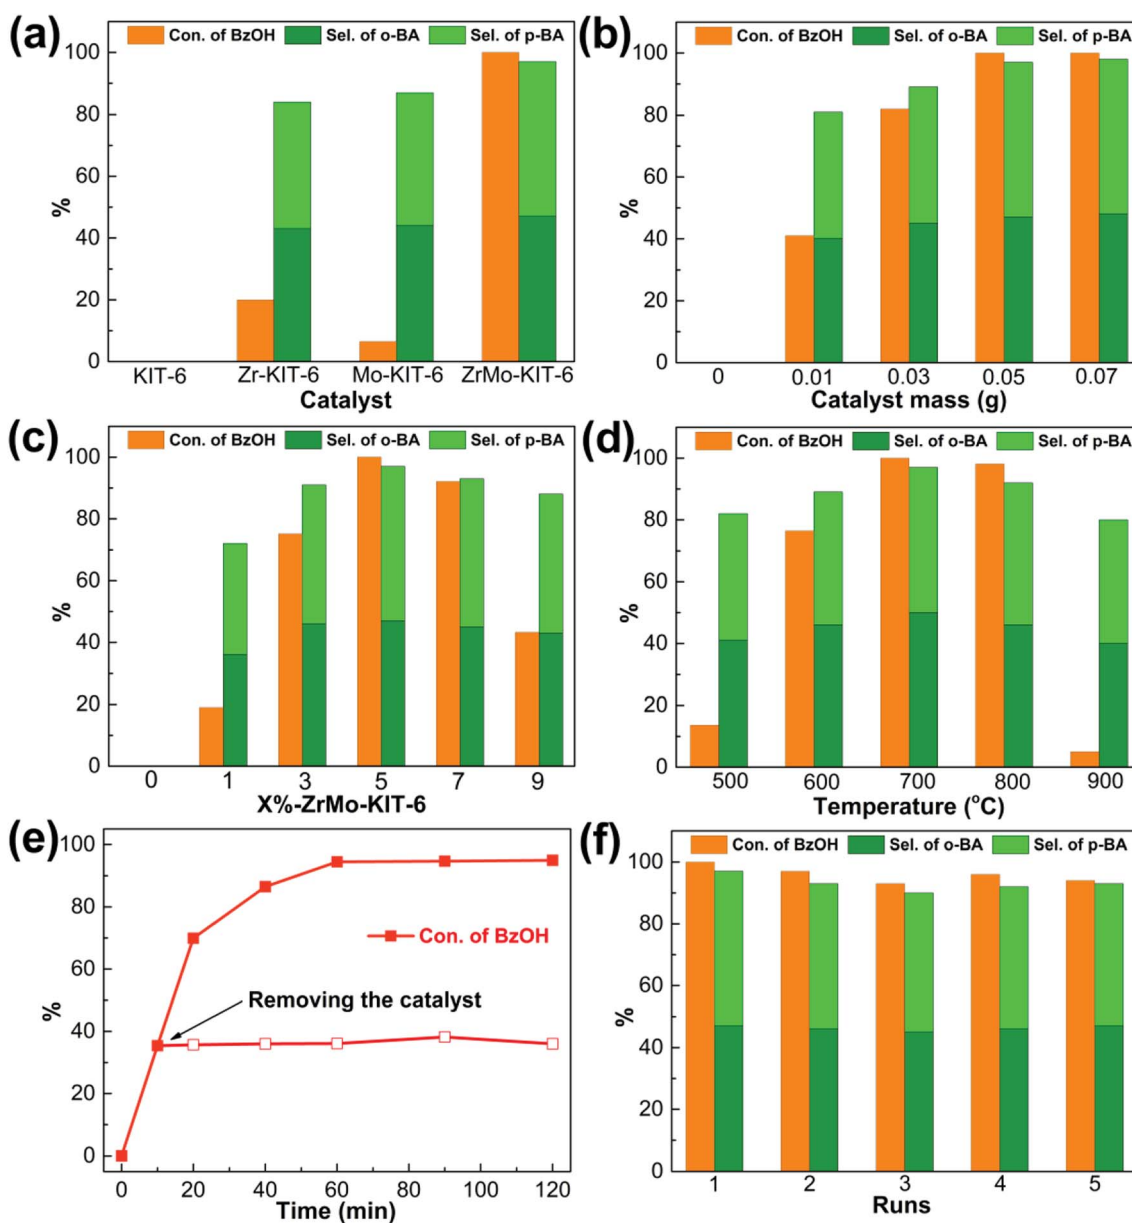 (a)
Con. of BzOH Sel. of o-BA Sel. of p-BA
100
80
60
40
20
0
%
KIT-6 Zr-KIT-6 Mo-KIT-6 ZrMo-KIT-6
Catalyst
(b)
Con. of BzOH Sel. of o-BA Sel. of p-BA
100
80
60
40
20
0
%
0 0.01 0.03 0.05 0.07
Catalyst mass (g)
(c)
Con. of BzOH Sel. of o-BA Sel. of p-BA
100
80
60
40
20
0
%
0 1 3 5 7 9
X%-ZrMo-KIT-6
(d)
Con. of BzOH Sel. of o-BA Sel. of p-BA
100
80
60
40
20
0
%
500 600 700 800 900
Temperature (°C)
(e)
100
80
60
40
20
0
%
Con. of BzOH
Removing the catalyst
0 20 40 60 80 100 120
Time (min)
(f)
Con. of BzOH Sel. of o-BA Sel. of p-BA
100
80
60
40
20
0
%
1 2 3 4 5
Runs